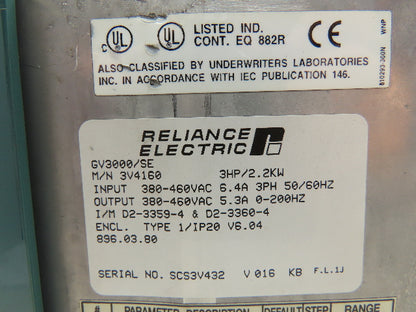 LISTED IND.
CONT. EQ 882R
ALSO CLASSIFIED BY UNDERWRITERS LABORATORIES
INC. IN ACCORDANCE WITH IEC PUBLICATION 146.
WNP
RELIANCE
ELECTRIC
GV3000/SE
M/N 3V4160 3HP/2.2KW
INPUT 380-460VAC 6.4A 3PH 50/60HZ
OUTPUT 380-460VAC 5.3A 0-200HZ
I/M D2-3359-4 & D2-3360-4
ENCL. TYPE 1/IP20 V6.04
896.03.80
SERIAL NO. SCS3V432 V 016 KB F.L.1J
# PARAMETER DESCRIPTION DEFAULT STEP RANGE